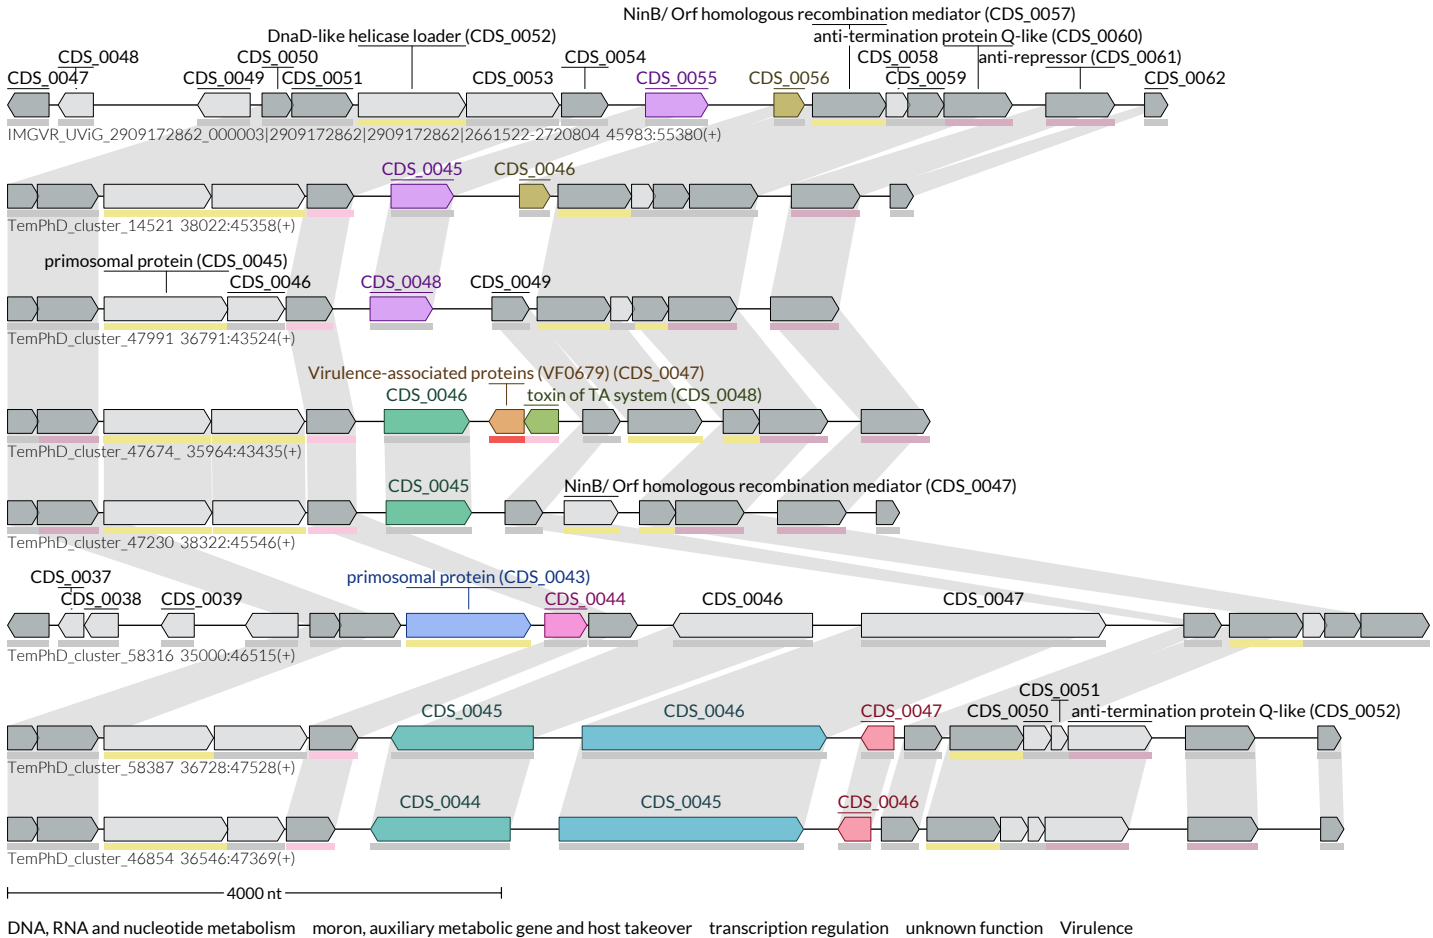 NinB/ Orf homologous recombination mediator (CDS_0057)
DnaD-like helicase loader (CDS_0052)
anti-termination protein Q-like (CDS_0060)
CDS_0048
CDS_0050
CDS_0054
CDS_0058
anti-repressor (CDS_0061)
CDS_0047
CDS_0049
CDS_0051
CDS_0053
CDS_0055
CDS_0056
CDS_0059
CDS_0062
IMGVR_UViG_2909172862_000003|2909172862|2909172862|2661522-2720804 45983:55380(+)
CDS_0045
CDS_0046
TemPhD_cluster_14521 38022:45358(+)
primosomal protein (CDS_0045)
CDS_0046
CDS_0048
CDS_0049
TemPhD_cluster_47991 36791:43524(+)
Virulence-associated proteins (VF0679) (CDS_0047)
CDS_0046
toxin of TA system (CDS_0048)
TemPhD_cluster_47674_ 35964:43435(+)
CDS_0045
NinB/ Orf homologous recombination mediator (CDS_0047)
TemPhD_cluster_47230 38322:45546(+)
CDS_0037
primosomal protein (CDS_0043)
CDS_0038
CDS_0039
CDS_0044
CDS_0046
CDS_0047
TemPhD_cluster_58316 35000:46515(+)
CDS_0051
CDS_0045
CDS_0046
CDS_0047
CDS_0050
anti-termination protein Q-like (CDS_0052)
TemPhD_cluster_58387 36728:47528(+)
CDS_0044
CDS_0045
CDS_0046
TemPhD_cluster_46854 36546:47369(+)
4000 nt
DNA, RNA and nucleotide metabolism moron, auxiliary metabolic gene and host takeover transcription regulation unknown function Virulence